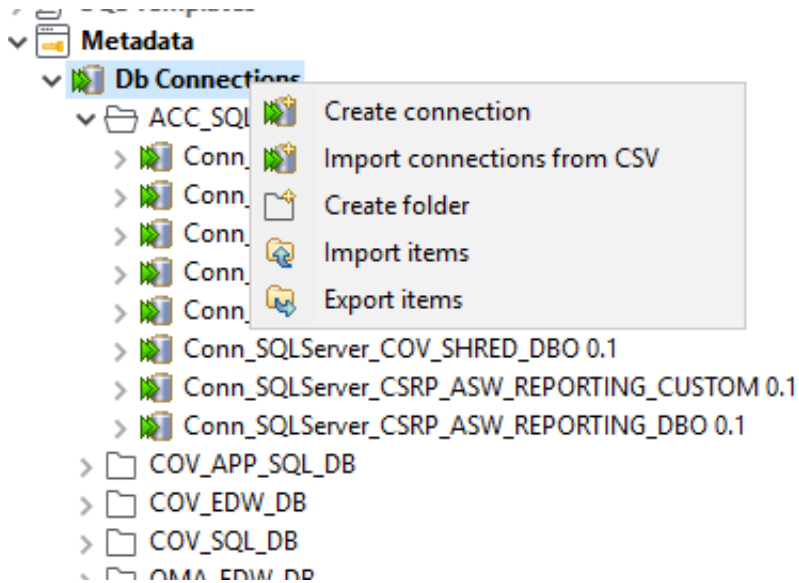 Metadata
Db Connections
ACC_SQL
Create connection
Conn_
Import connections from CSV
Conn_
Create folder
Conn_
Import items
Conn_
Export items
Conn_
Conn_SQLServer_COV_SHRED_DBO 0.1
Conn_SQLServer_CSRP_ASW_REPORTING_CUSTOM 0.1
Conn_SQLServer_CSRP_ASW_REPORTING_DBO 0.1
COV_APP_SQL_DB
COV_EDW_DB
COV_SQL_DB
OMA_EDW_DB